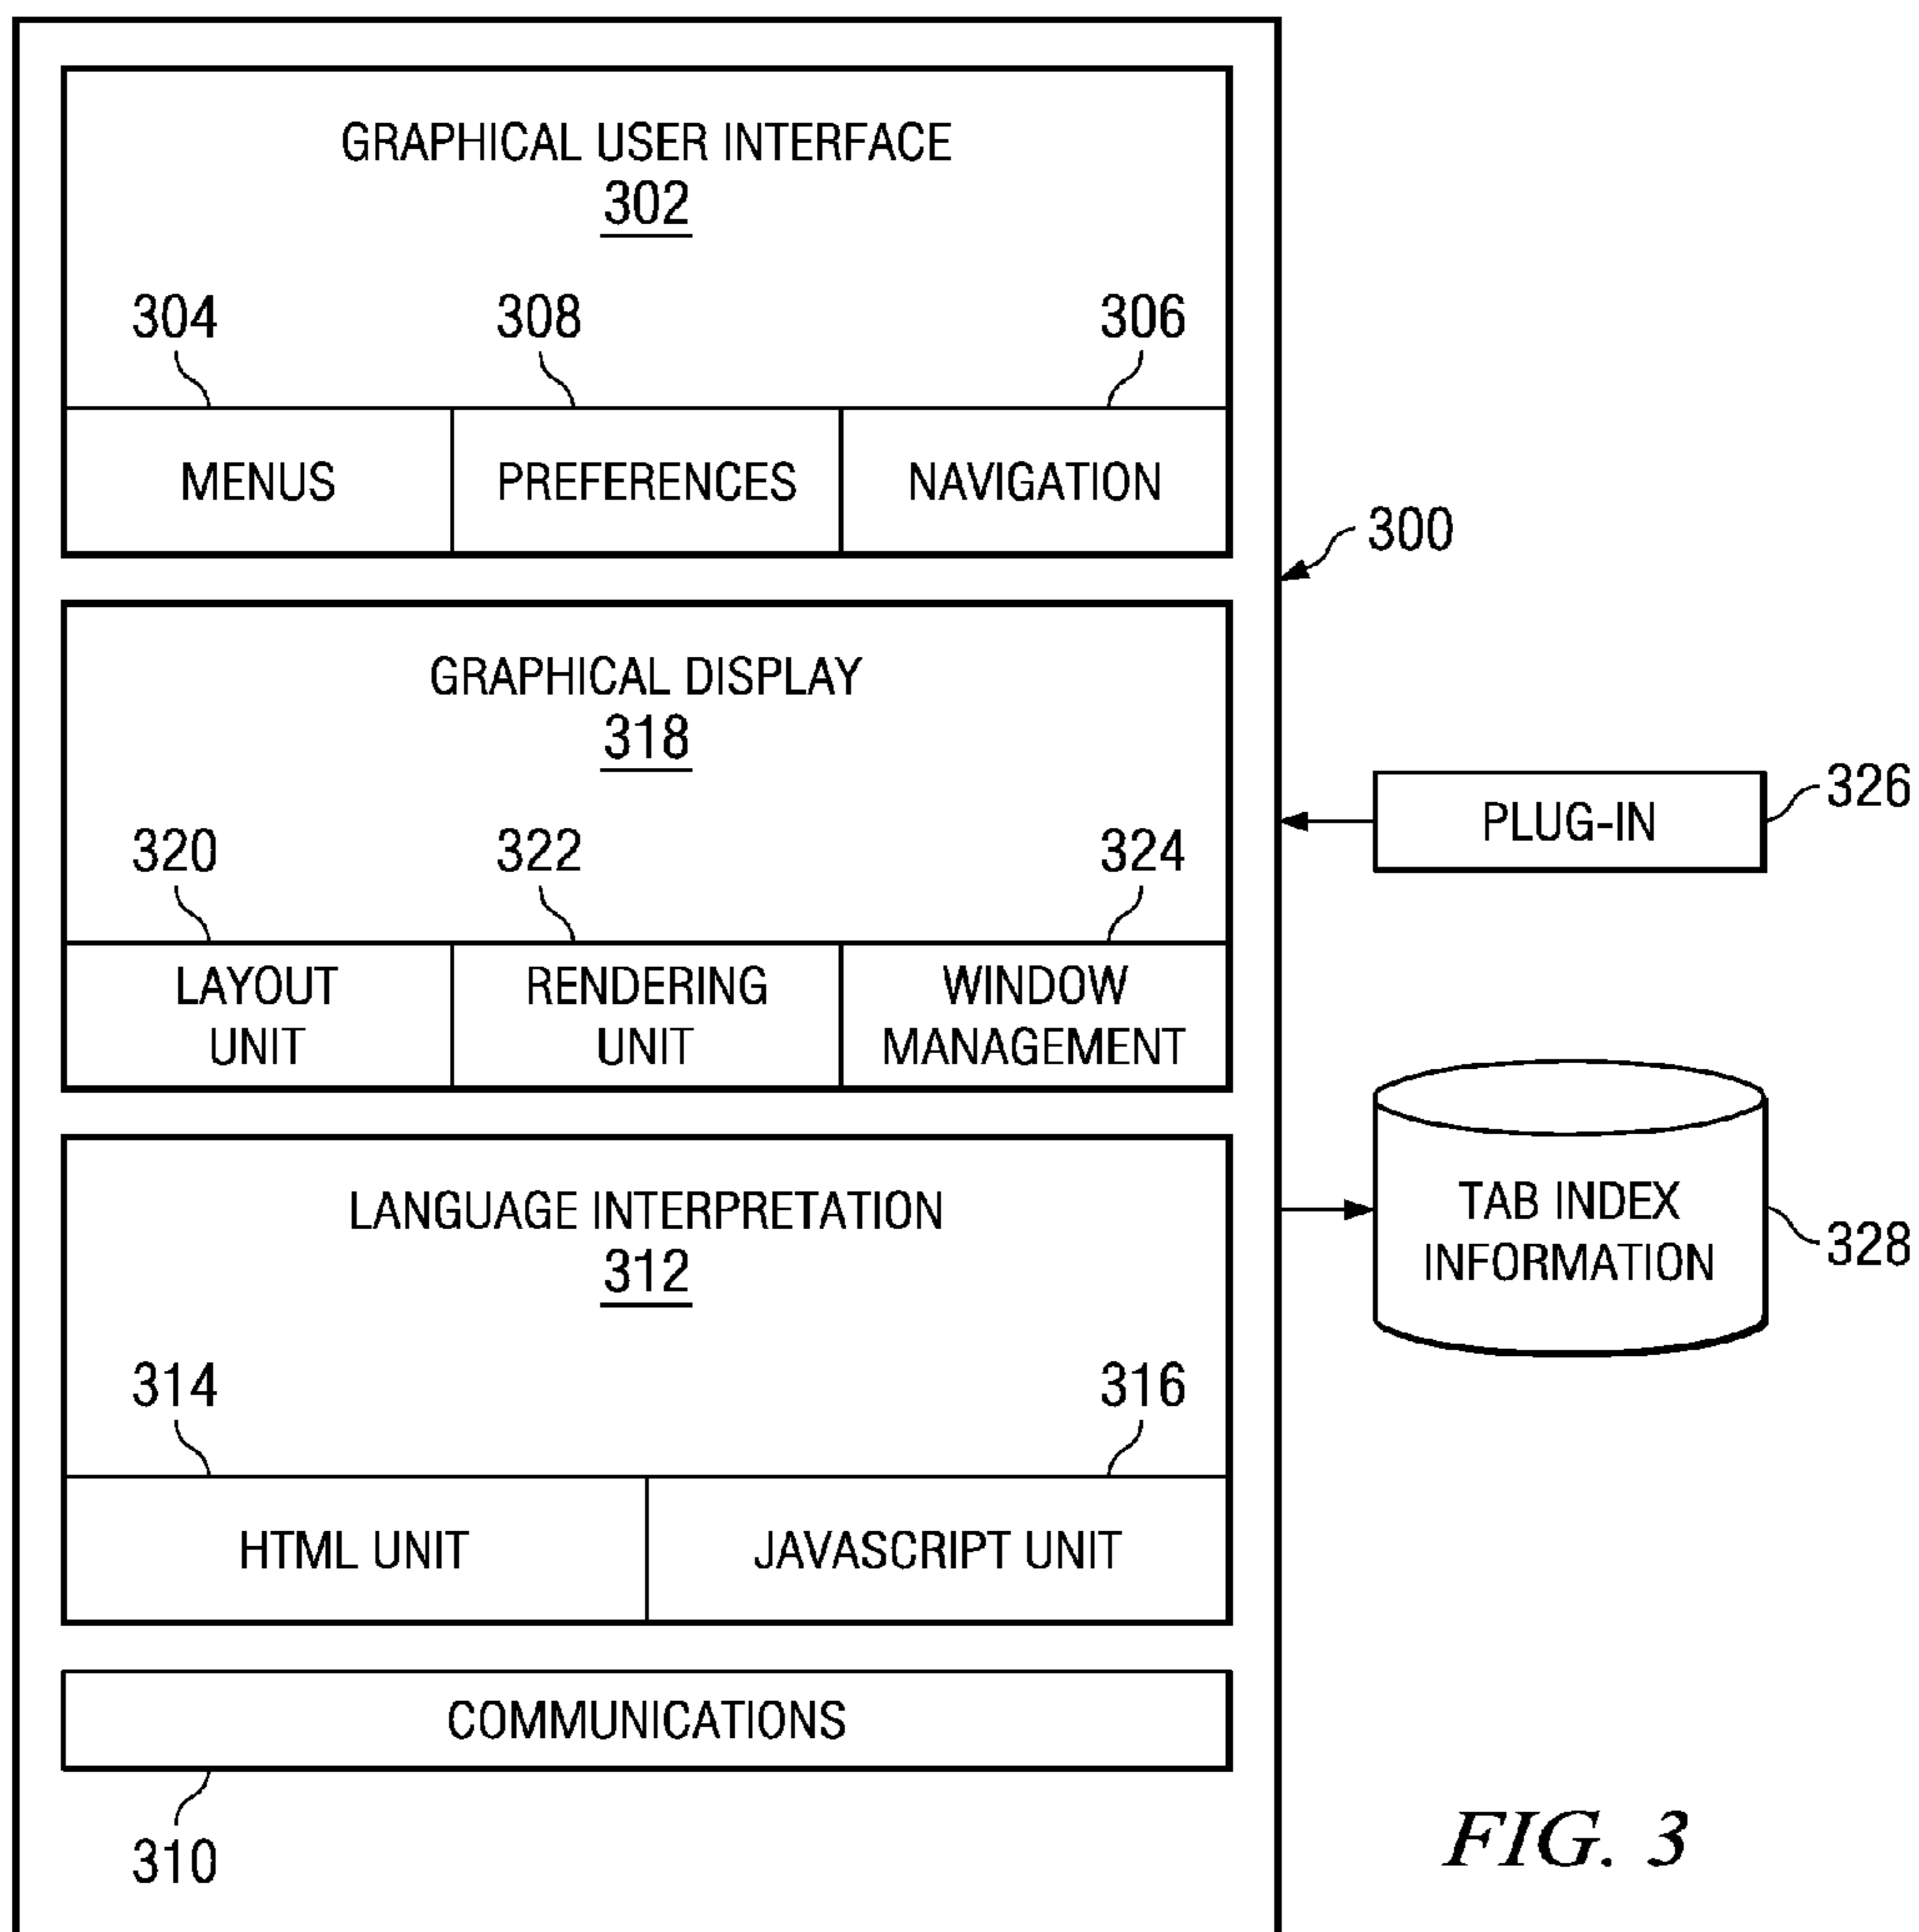 GRAPHICAL USER INTERFACE
302
304
308
306
MENUS
PREFERENCES
NAVIGATION
300
GRAPHICAL DISPLAY
318
320
322
324
LAYOUT
UNIT
RENDERING
UNIT
WINDOW
MANAGEMENT
PLUG-IN
326
LANGUAGE INTERPRETATION
312
314
316
HTML UNIT
JAVASCRIPT UNIT
TAB INDEX
INFORMATION
328
COMMUNICATIONS
310
FIG. 3